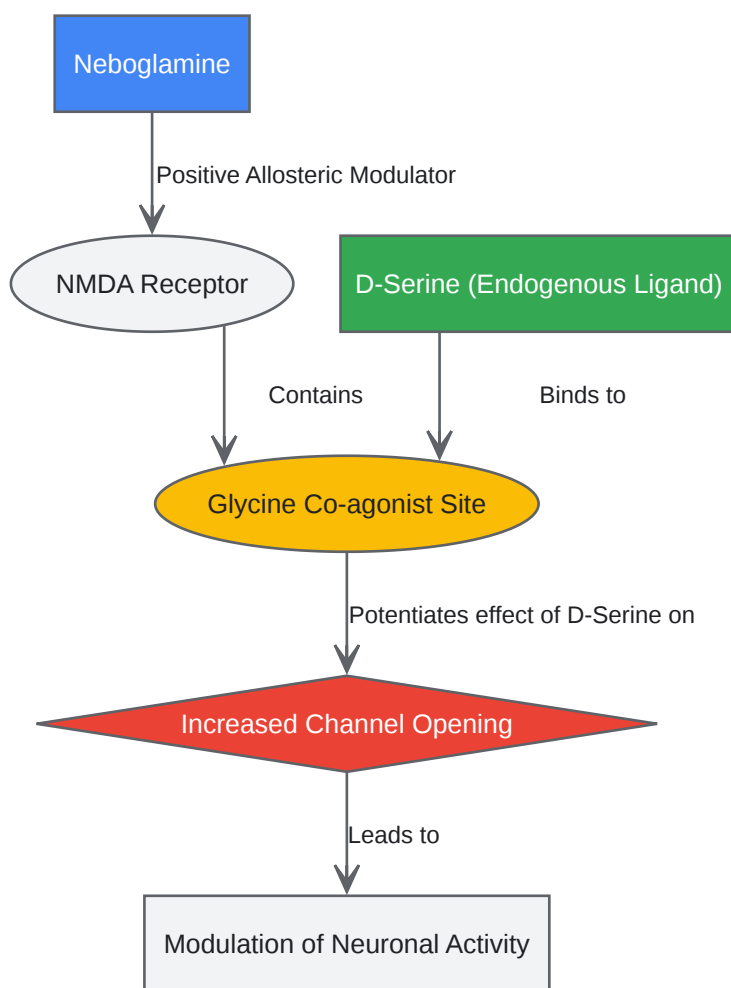 Neboglamine
Positive Allosteric Modulator
NMDA Receptor
D-Serine (Endogenous Ligand)
Contains
Binds to
Glycine Co-agonist Site
Potentiates effect of D-Serine on
Increased Channel Opening
Leads to
Modulation of Neuronal Activity